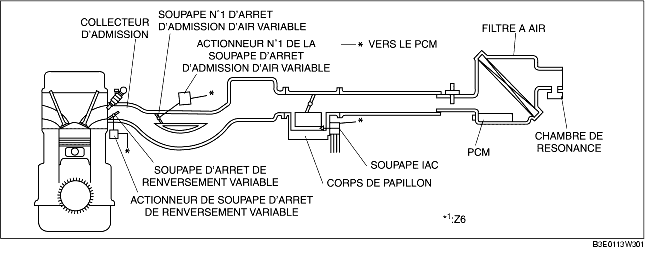 COLLECTEUR
D'ADMISSION
SOUPAPE N°1 D'ARRET
D'ADMISSION D'AIR VARIABLE
ACTIONNEUR N°1 DE LA
SOUPAPE D'ARRET
D'ADMISSION D'AIR VARIABLE
* VERS LE PCM
FILTRE A AIR
*
*
*
PCM
CHAMBRE DE
RESONANCE
SOUPAPE IAC
CORPS DE PAPILLON
SOUPAPE D'ARRET DE
RENVERSEMENT VARIABLE
ACTIONNEUR DE SOUPAPE D'ARRET
DE RENVERSEMENT VARIABLE
*1:Z6
B3E0113W301